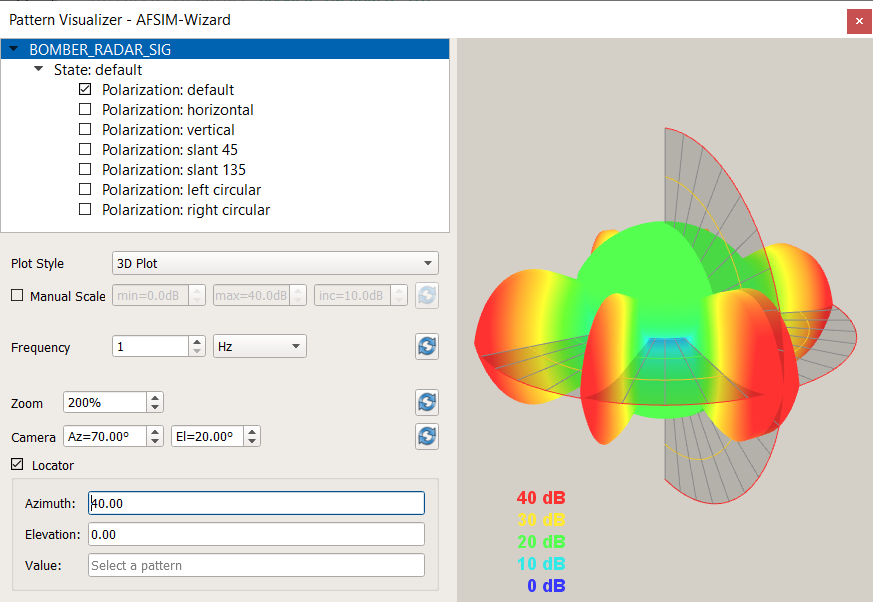 Pattern Visualizer - AFSIM-Wizard
BOMBER_RADAR_SIG
State: default
Polarization: default
Polarization: horizontal
Polarization: vertical
Polarization: slant 45
Polarization: slant 135
Polarization: left circular
Polarization: right circular
Plot Style 3D Plot
Manual Scale min=0.0dB max=40.0dB inc=10.0dB
Frequency 1 Hz
Zoom 200%
Camera Az=70.00º El=20.00º
Locator
Azimuth: 40.00
Elevation: 0.00
Value: Select a pattern
40 dB
30 dB
20 dB
10 dB
0 dB